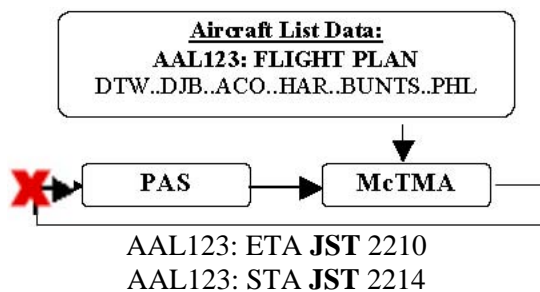 Aircraft List Data:
AAL123: FLIGHT PLAN
DTW..DJB..ACO..HAR..BUNTS..PHL
PAS McTMA
AAL123: ETA JST 2210
AAL123: STA JST 2214